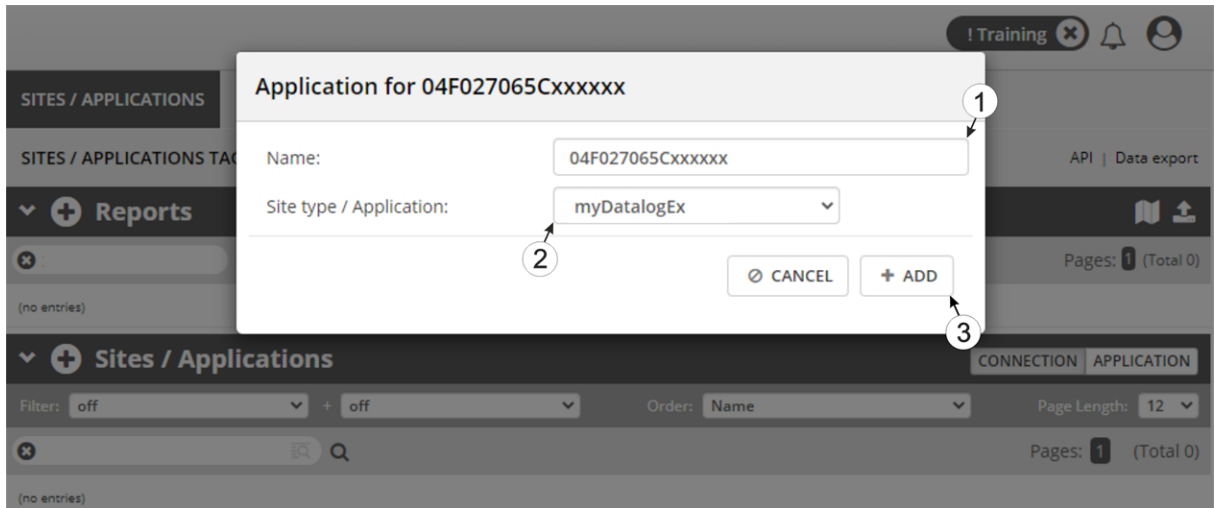 ! Training
SITES / APPLICATIONS
Application for 04F027065Cxxxxxx
1
SITES / APPLICATIONS TAG
Name: 04F027065Cxxxxxx
API | Data export
Site type / Application: myDatalogEx
Reports
2
Pages: 1 (Total 0)
CANCEL + ADD
(no entries)
3
Sites / Applications
CONNECTION APPLICATION
Filter: off + off Order: Name Page Length: 12
Pages: 1 (Total 0)
(no entries)